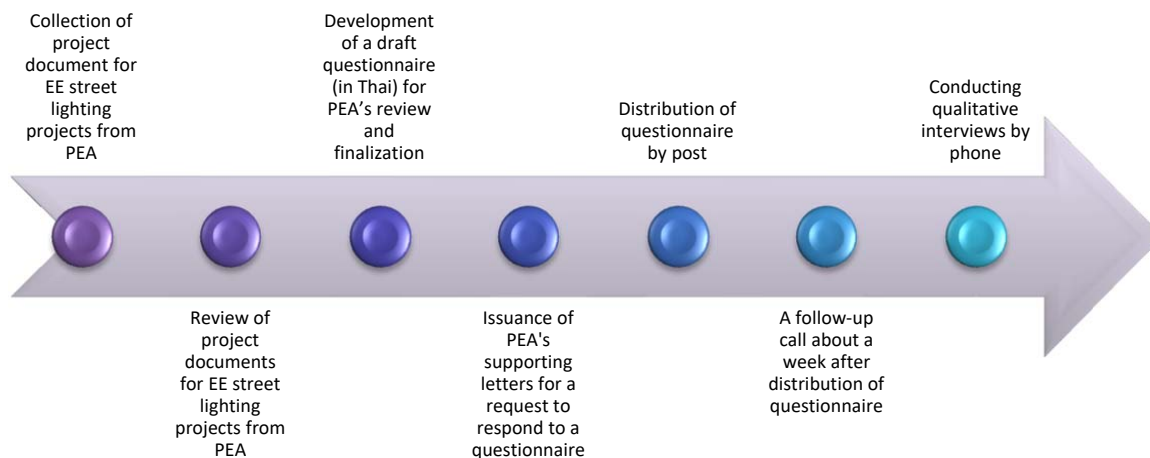 Collection of
project
document for
EE street
lighting
projects from
PEA
Review of
project
documents
for EE street
lighting
projects from
PEA
Development
of a draft
questionnaire
(in Thai) for
PEA’s review
and
finalization
Issuance of
PEA's
supporting
letters for a
request to
respond to a
questionnaire
Distribution of
questionnaire
by post
A follow-up
call about a
week after
distribution of
questionnaire
Conducting
qualitative
interviews by
phone